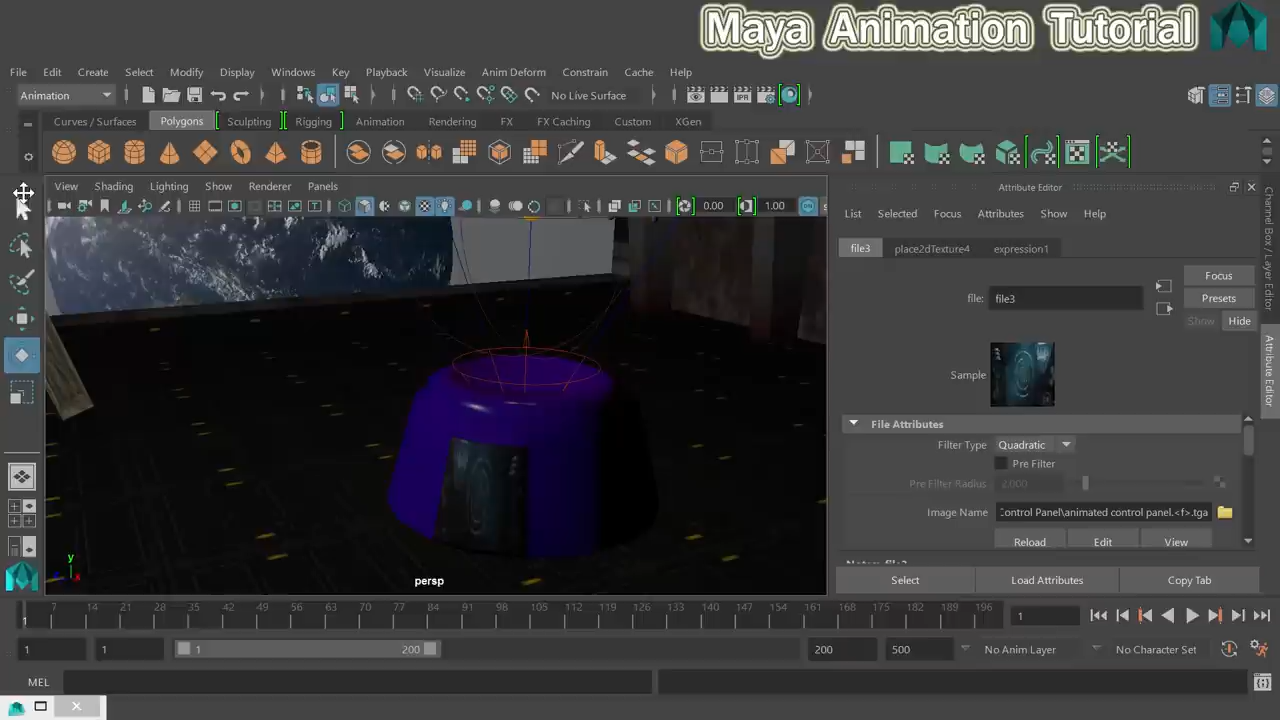 Maya Animation Tutorial
File Edit Create Select Modify Display Windows Key Playback Visualize Anim Deform Constrain Cache Help
Animation No Live Surface
Curves / Surfaces Polygons Sculpting Rigging Animation Rendering FX FX Caching Custom XGen
View Shading Lighting Show Renderer Panels
0.00 1.00
persp
Attribute Editor
List Selected Focus Attributes Show Help
file3 place2dTexture4 expression1
Focus
file: file3
Presets
Show Hide
Sample
File Attributes
Filter Type Quadratic
Pre Filter
Pre Filter Radius 2.000
Image Name Control Panel\animated control panel.<f>.tga
Reload Edit View
Notes: file3
Select Load Attributes Copy Tab
Channel Box / Layer Editor
Attribute Editor
y
x
1 7 14 21 28 35 42 49 56 63 70 77 84 91 98 105 112 119 126 133 140 147 154 161 168 175 182 189 196 1
1 1 1 200 200 500 No Anim Layer No Character Set
MEL